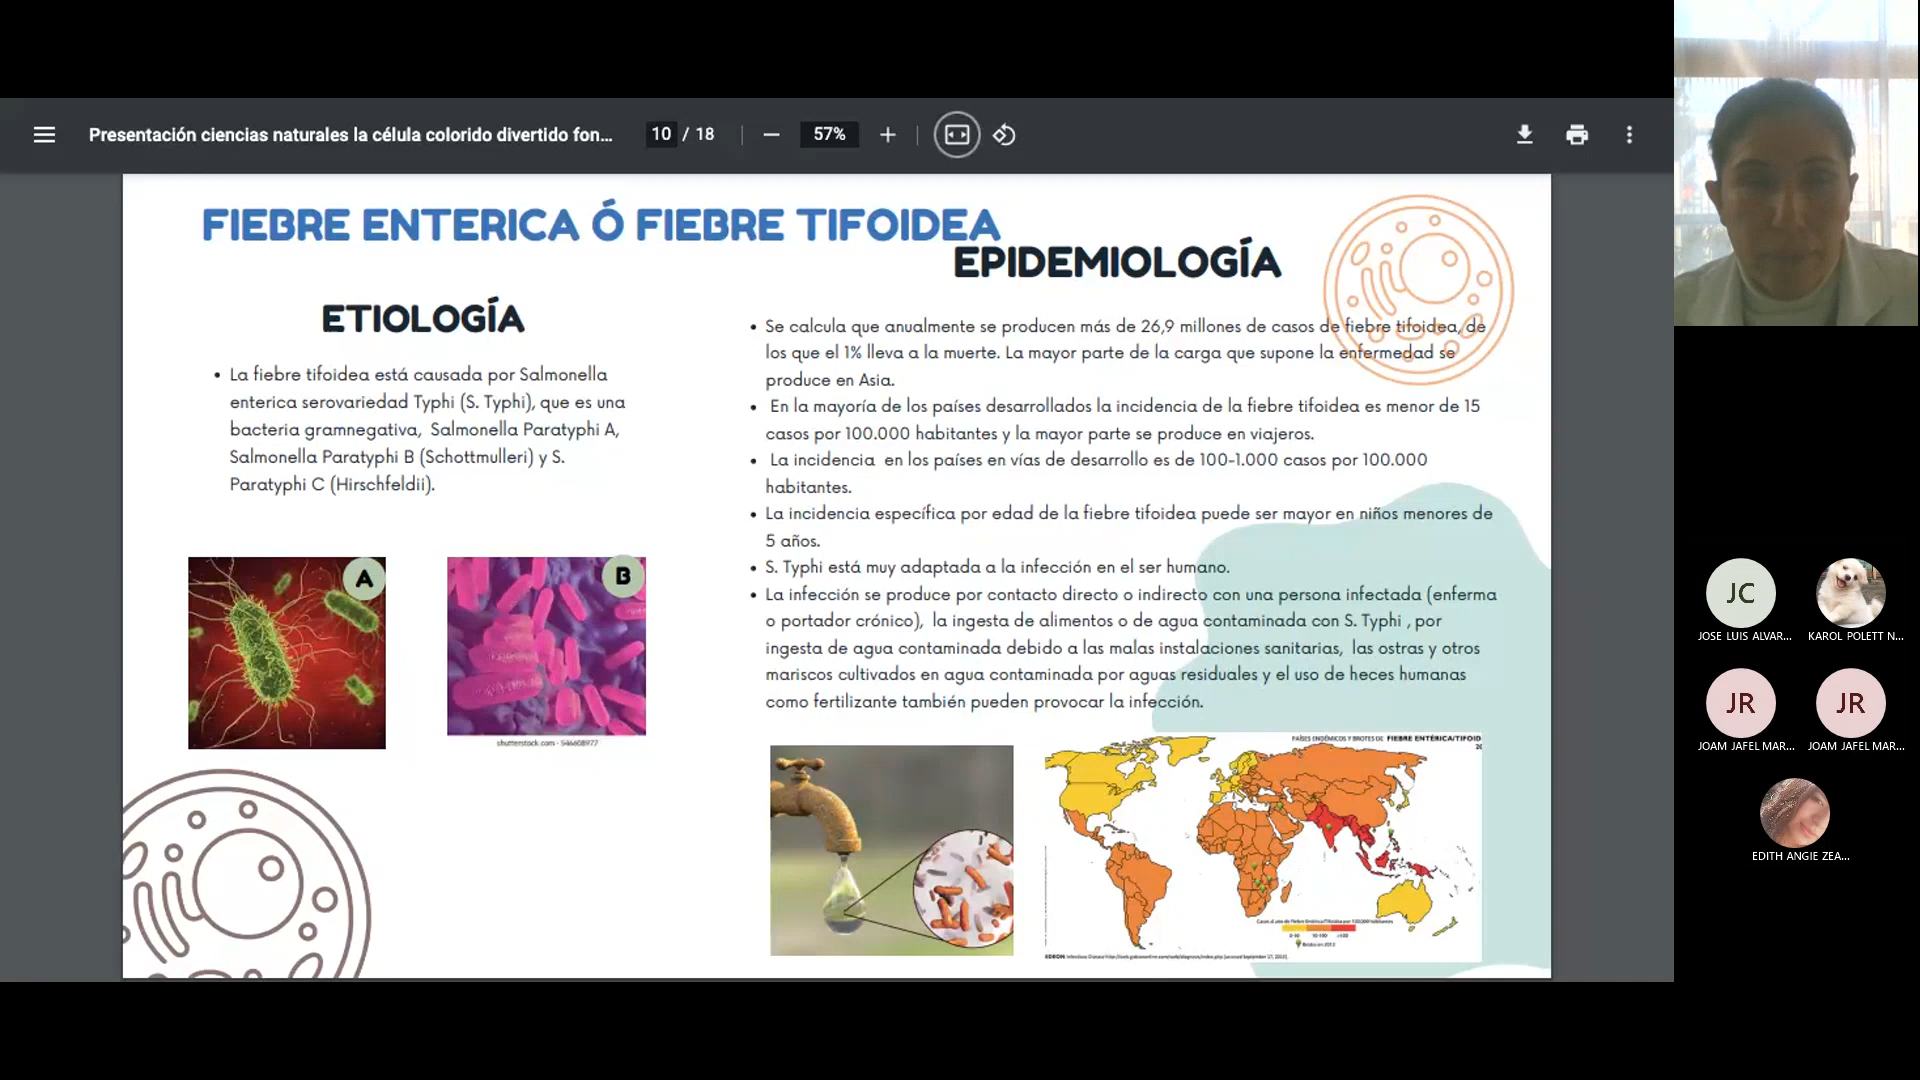 Presentación ciencias naturales la célula colorido divertido fon...
10 / 18
57%
FIEBRE ENTERICA Ó FIEBRE TIFOIDEA
ETIOLOGÍA
• La fiebre tifoidea está causada por Salmonella
enterica serovariedad Typhi (S. Typhi), que es una
bacteria gramnegativa, Salmonella Paratyphi A,
Salmonella Paratyphi B (Schottmulleri) y S.
Paratyphi C (Hirschfeldii).
A
B
shutterstock.com · 546608977
EPIDEMIOLOGÍA
• Se calcula que anualmente se producen más de 26,9 millones de casos de fiebre tifoidea, de
los que el 1% lleva a la muerte. La mayor parte de la carga que supone la enfermedad se
produce en Asia.
• En la mayoría de los países desarrollados la incidencia de la fiebre tifoidea es menor de 15
casos por 100.000 habitantes y la mayor parte se produce en viajeros.
• La incidencia en los países en vías de desarrollo es de 100-1.000 casos por 100.000
habitantes.
• La incidencia específica por edad de la fiebre tifoidea puede ser mayor en niños menores de
5 años.
• S. Typhi está muy adaptada a la infección en el ser humano.
• La infección se produce por contacto directo o indirecto con una persona infectada (enferma
o portador crónico), la ingesta de alimentos o de agua contaminada con S. Typhi , por
ingesta de agua contaminada debido a las malas instalaciones sanitarias, las ostras y otros
mariscos cultivados en agua contaminada por aguas residuales y el uso de heces humanas
como fertilizante también pueden provocar la infección.
PAÍSES ENDÉMICOS Y BROTES DE FIEBRE ENTÉRICA/TIFOID
JC
JOSE LUIS ALVAR...
KAROL POLETT N...
JR
JOAM JAFEL MAR...
JR
JOAM JAFEL MAR...
EDITH ANGIE ZEA...